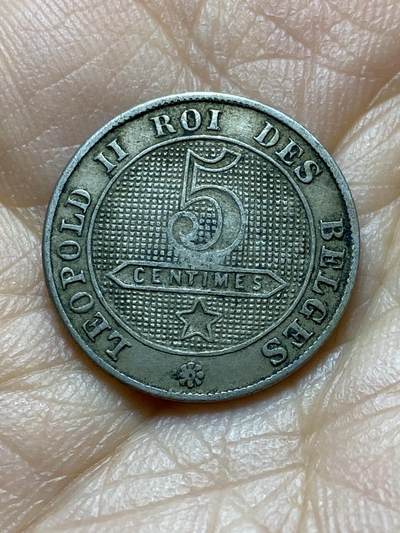 LEOPOLD II ROI DES BELGES
5
CENTIMES